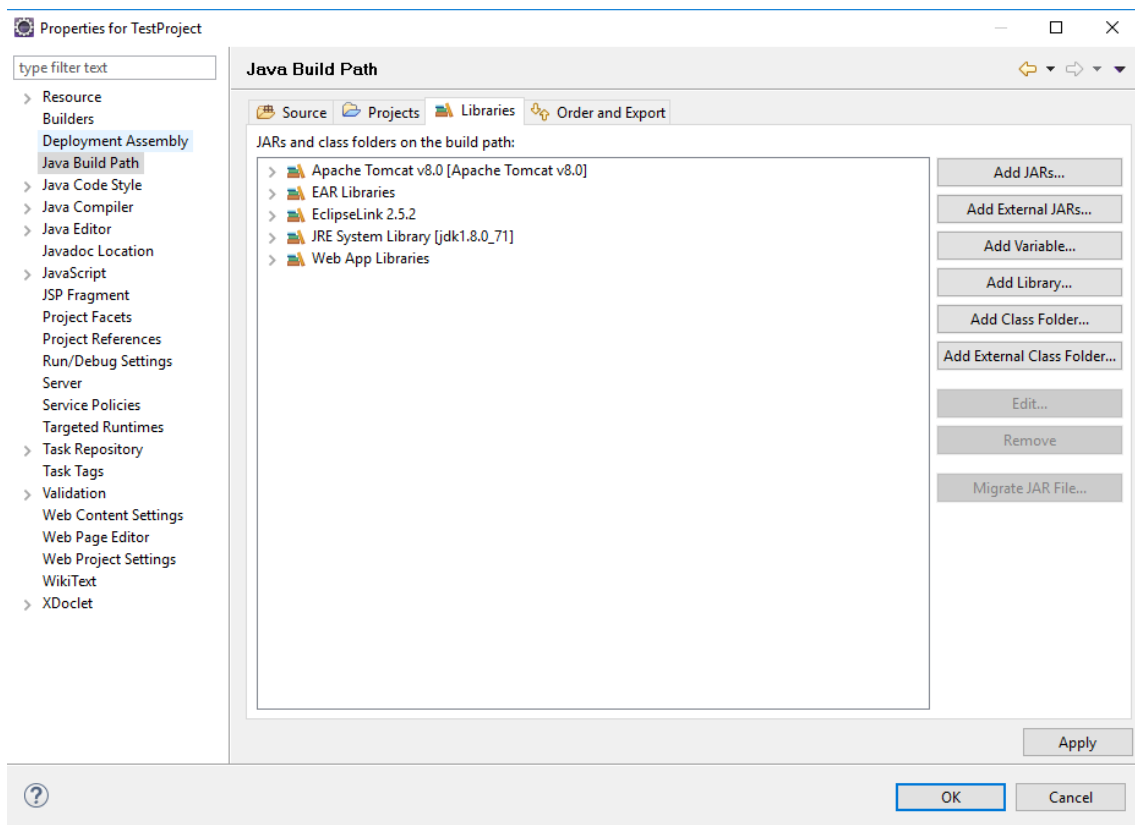 Properties for TestProject
type filter text
Resource
Builders
Deployment Assembly
Java Build Path
Java Code Style
Java Compiler
Java Editor
Javadoc Location
JavaScript
JSP Fragment
Project Facets
Project References
Run/Debug Settings
Server
Service Policies
Targeted Runtimes
Task Repository
Task Tags
Validation
Web Content Settings
Web Page Editor
Web Project Settings
WikiText
XDoclet
Java Build Path
Source Projects Libraries Order and Export
JARs and class folders on the build path:
Apache Tomcat v8.0 [Apache Tomcat v8.0]
EAR Libraries
EclipseLink 2.5.2
JRE System Library [jdk1.8.0_71]
Web App Libraries
Add JARs...
Add External JARs...
Add Variable...
Add Library...
Add Class Folder...
Add External Class Folder...
Edit...
Remove
Migrate JAR File...
Apply
?
OK Cancel